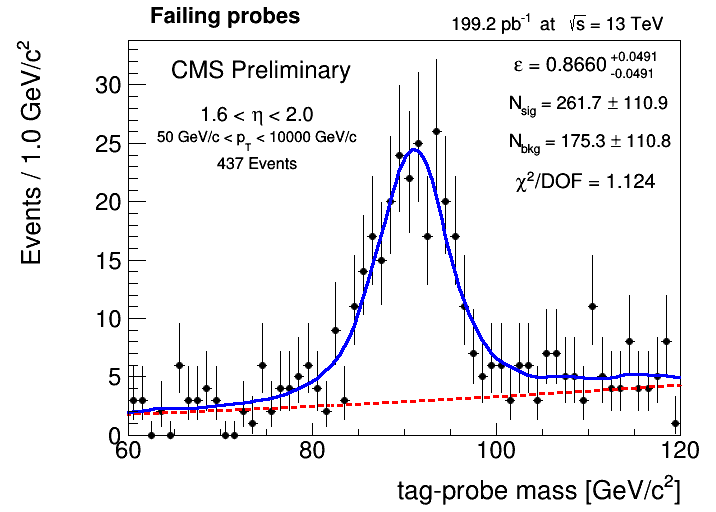 Failing probes
199.2 pb⁻¹ at √s = 13 TeV
CMS Preliminary
1.6 < η < 2.0
50 GeV/c < p_T < 10000 GeV/c
437 Events
ε = 0.8660 +0.0491 -0.0491
N_sig = 261.7 ± 110.9
N_bkg = 175.3 ± 110.8
χ²/DOF = 1.124
Events / 1.0 GeV/c²
30
25
20
15
10
5
0
60 80 100 120
tag-probe mass [GeV/c²]